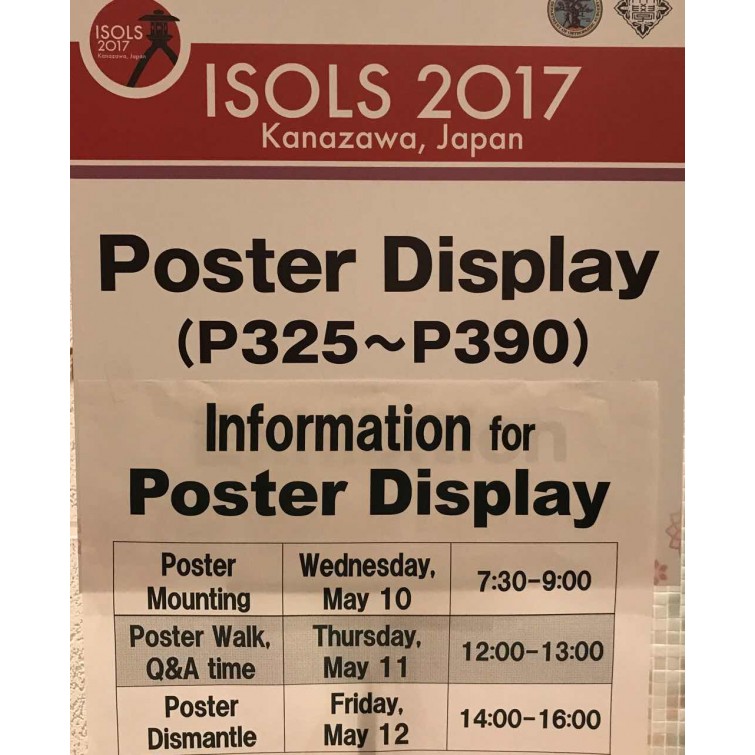 ISOLS
2017
Kanazawa, Japan
ISOLS 2017
Kanazawa, Japan
Poster Display
(P325～P390)
Information for
Poster Display
Poster Mounting Wednesday, May 10 7:30-9:00
Poster Walk, Q&A time Thursday, May 11 12:00-13:00
Poster Dismantle Friday, May 12 14:00-16:00